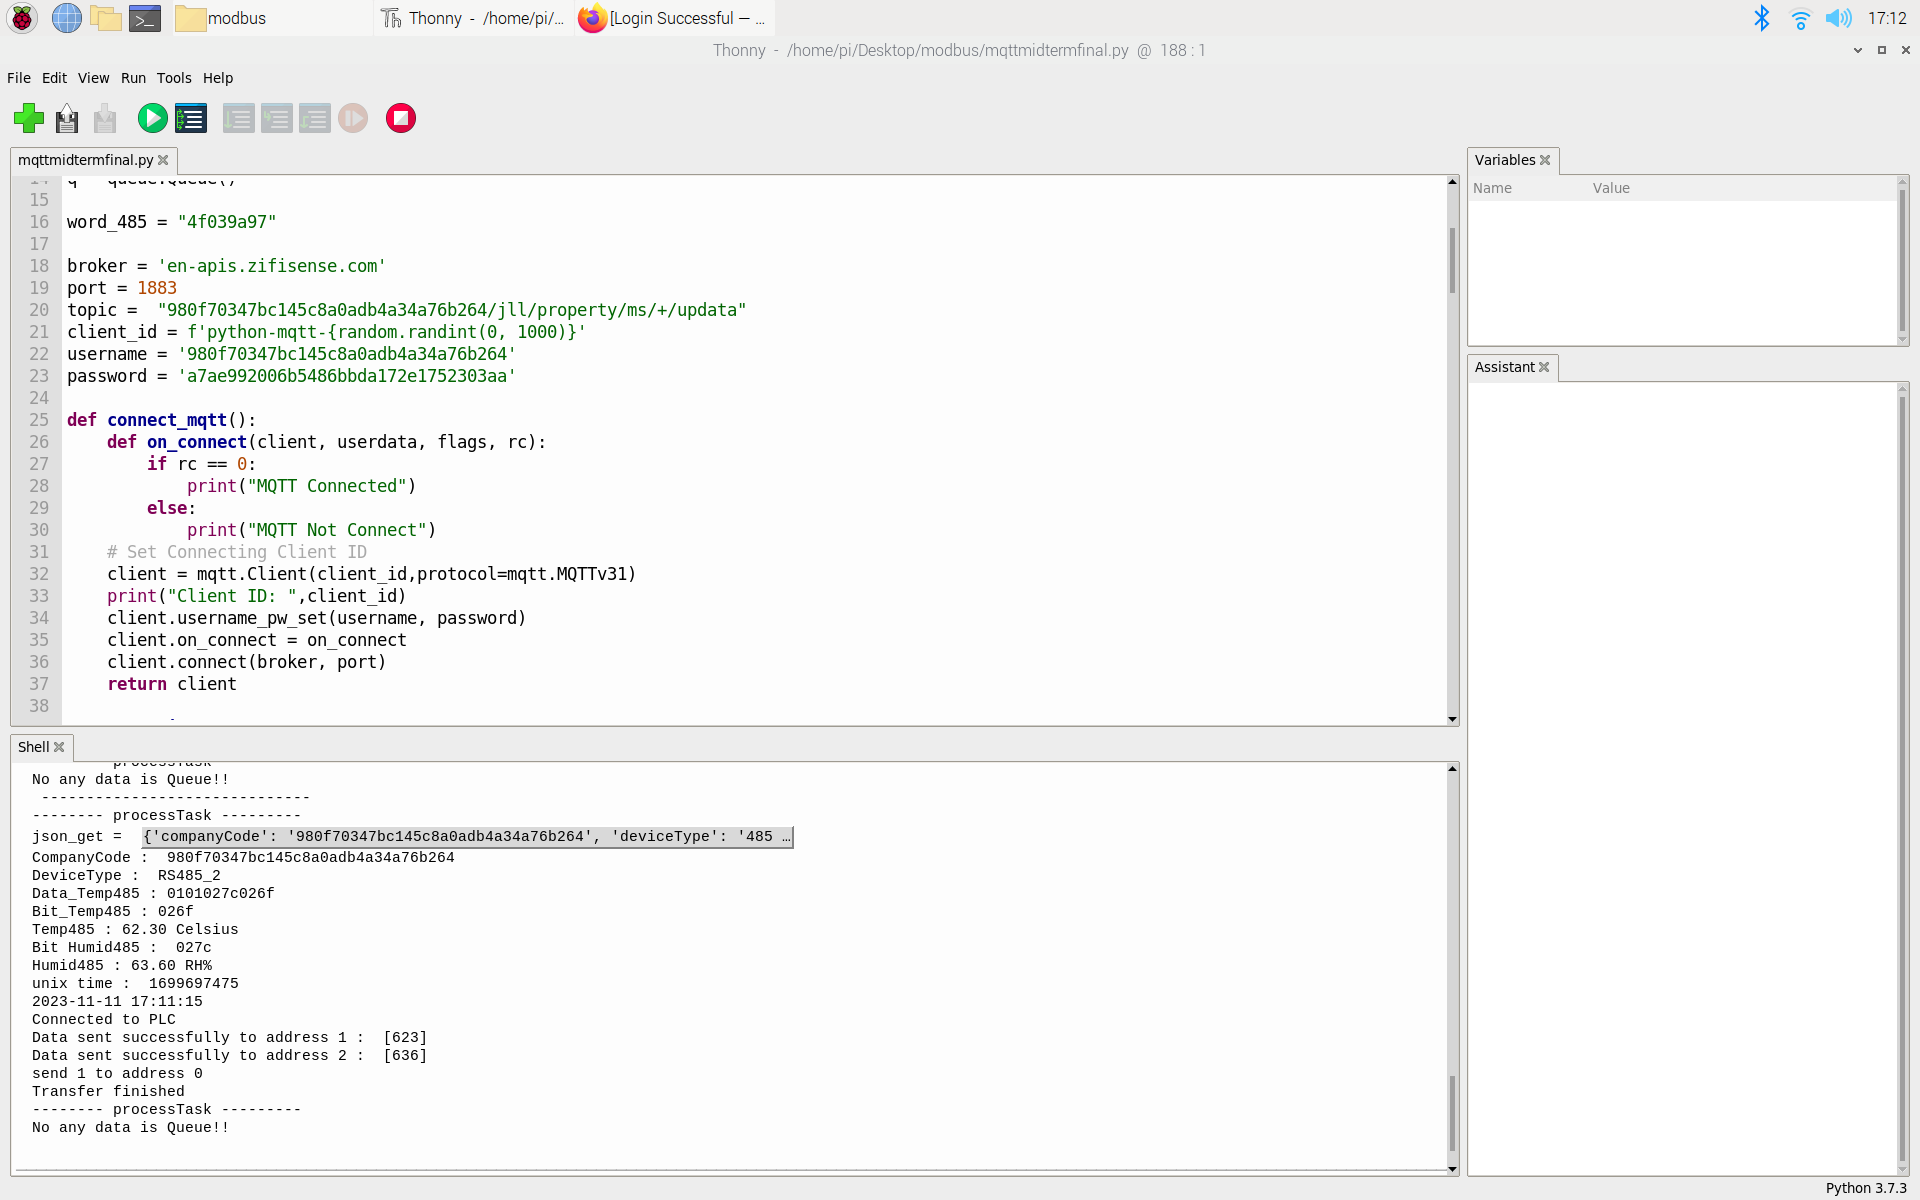 modbus
Thonny - /home/pi/...
[Login Successful — ...
17:12
Thonny - /home/pi/Desktop/modbus/mqttmidtermfinal.py @ 188 : 1
File Edit View Run Tools Help
mqttmidtermfinal.py
14 q = queue.Queue()
15
16 word_485 = "4f039a97"
17
18 broker = 'en-apis.zifisense.com'
19 port = 1883
20 topic =  "980f70347bc145c8a0adb4a34a76b264/jll/property/ms/+/updata"
21 client_id = f'python-mqtt-{random.randint(0, 1000)}'
22 username = '980f70347bc145c8a0adb4a34a76b264'
23 password = 'a7ae992006b5486bbda172e1752303aa'
24
25 def connect_mqtt():
26     def on_connect(client, userdata, flags, rc):
27         if rc == 0:
28             print("MQTT Connected")
29         else:
30             print("MQTT Not Connect")
31     # Set Connecting Client ID
32     client = mqtt.Client(client_id,protocol=mqtt.MQTTv31)
33     print("Client ID: ",client_id)
34     client.username_pw_set(username, password)
35     client.on_connect = on_connect
36     client.connect(broker, port)
37     return client
38
Shell
processTask
No any data is Queue!!
------------------------------
-------- processTask ---------
json_get =  {'companyCode': '980f70347bc145c8a0adb4a34a76b264', 'deviceType': '485 …
CompanyCode :  980f70347bc145c8a0adb4a34a76b264
DeviceType :  RS485_2
Data_Temp485 : 0101027c026f
Bit_Temp485 : 026f
Temp485 : 62.30 Celsius
Bit Humid485 :  027c
Humid485 : 63.60 RH%
unix time :  1699697475
2023-11-11 17:11:15
Connected to PLC
Data sent successfully to address 1 :  [623]
Data sent successfully to address 2 :  [636]
send 1 to address 0
Transfer finished
-------- processTask ---------
No any data is Queue!!
Variables
Name Value
Assistant
Python 3.7.3